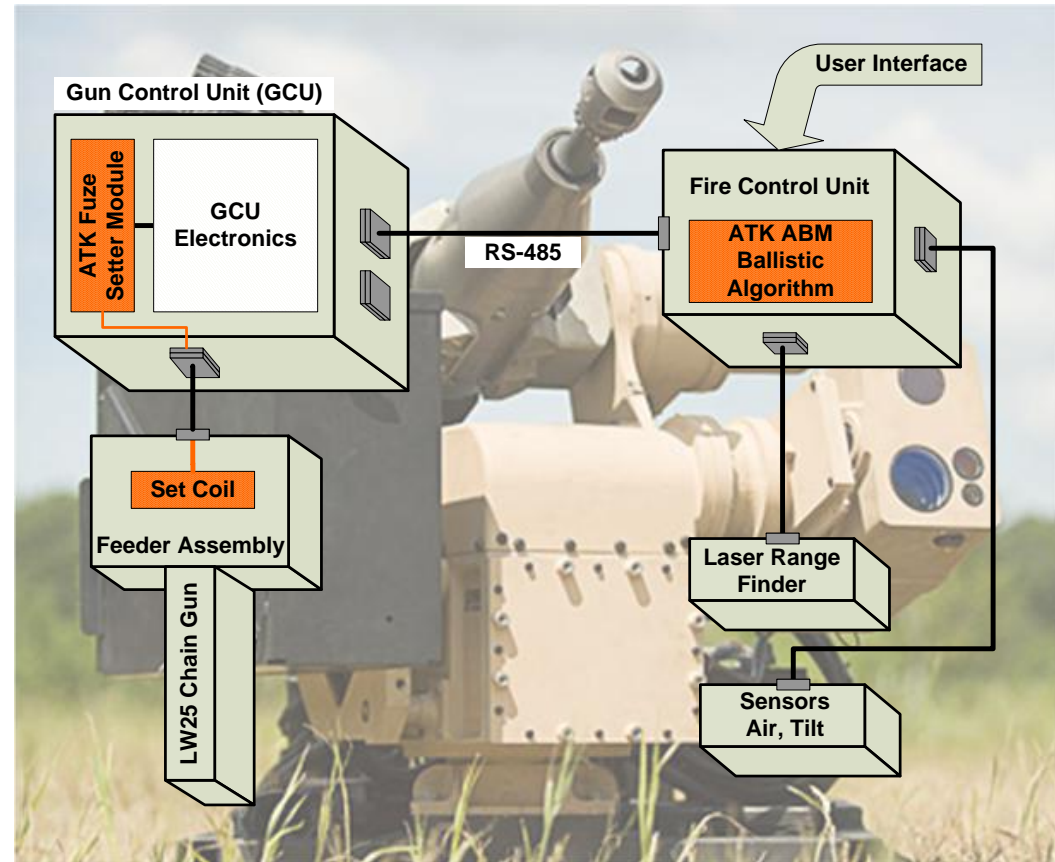 User Interface
Gun Control Unit (GCU)
ATK Fuze
Setter Module
GCU
Electronics
RS-485
Fire Control Unit
ATK ABM
Ballistic
Algorithm
Set Coil
Feeder Assembly
LW25 Chain Gun
Laser Range
Finder
Sensors
Air, Tilt